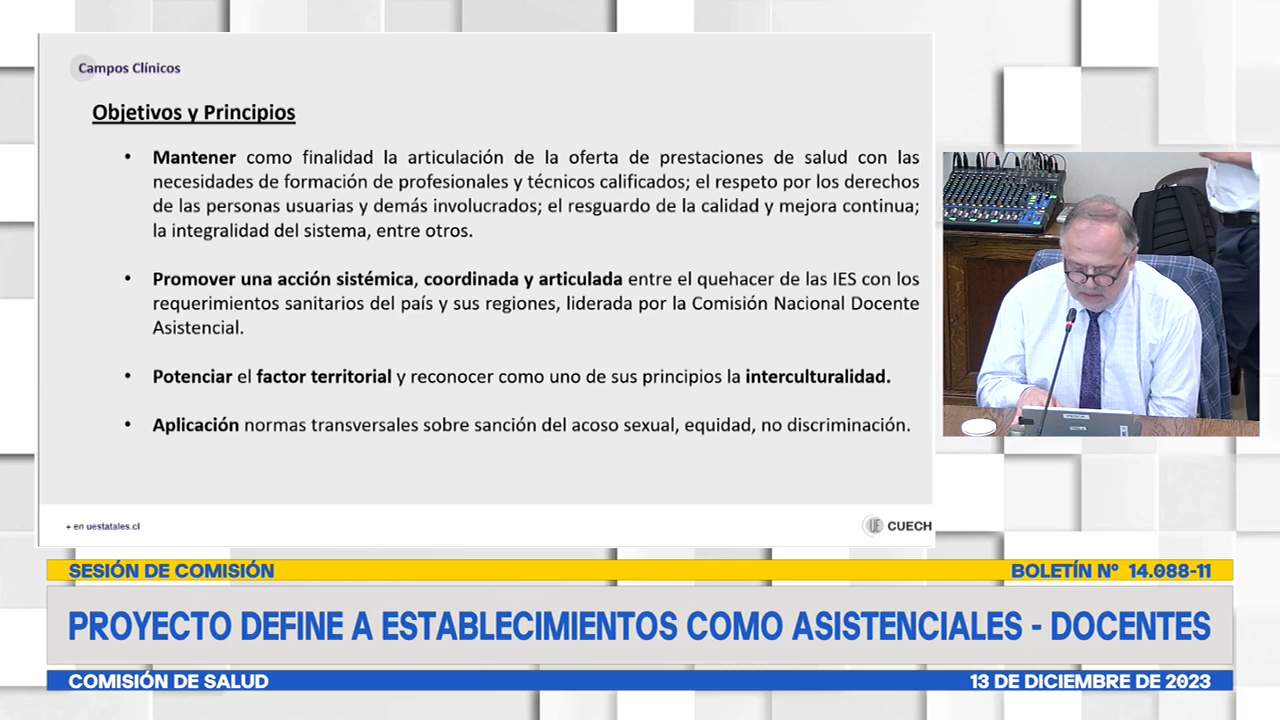 Campos Clínicos
Objetivos y Principios
• Mantener como finalidad la articulación de la oferta de prestaciones de salud con las
necesidades de formación de profesionales y técnicos calificados; el respeto por los derechos
de las personas usuarias y demás involucrados; el resguardo de la calidad y mejora continua;
la integralidad del sistema, entre otros.
• Promover una acción sistémica, coordinada y articulada entre el quehacer de las IES con los
requerimientos sanitarios del país y sus regiones, liderada por la Comisión Nacional Docente
Asistencial.
• Potenciar el factor territorial y reconocer como uno de sus principios la interculturalidad.
• Aplicación normas transversales sobre sanción del acoso sexual, equidad, no discriminación.
+ en uestatales.cl
UE CUECH
SESIÓN DE COMISIÓN
BOLETÍN N° 14.088-11
PROYECTO DEFINE A ESTABLECIMIENTOS COMO ASISTENCIALES - DOCENTES
COMISIÓN DE SALUD
13 DE DICIEMBRE DE 2023